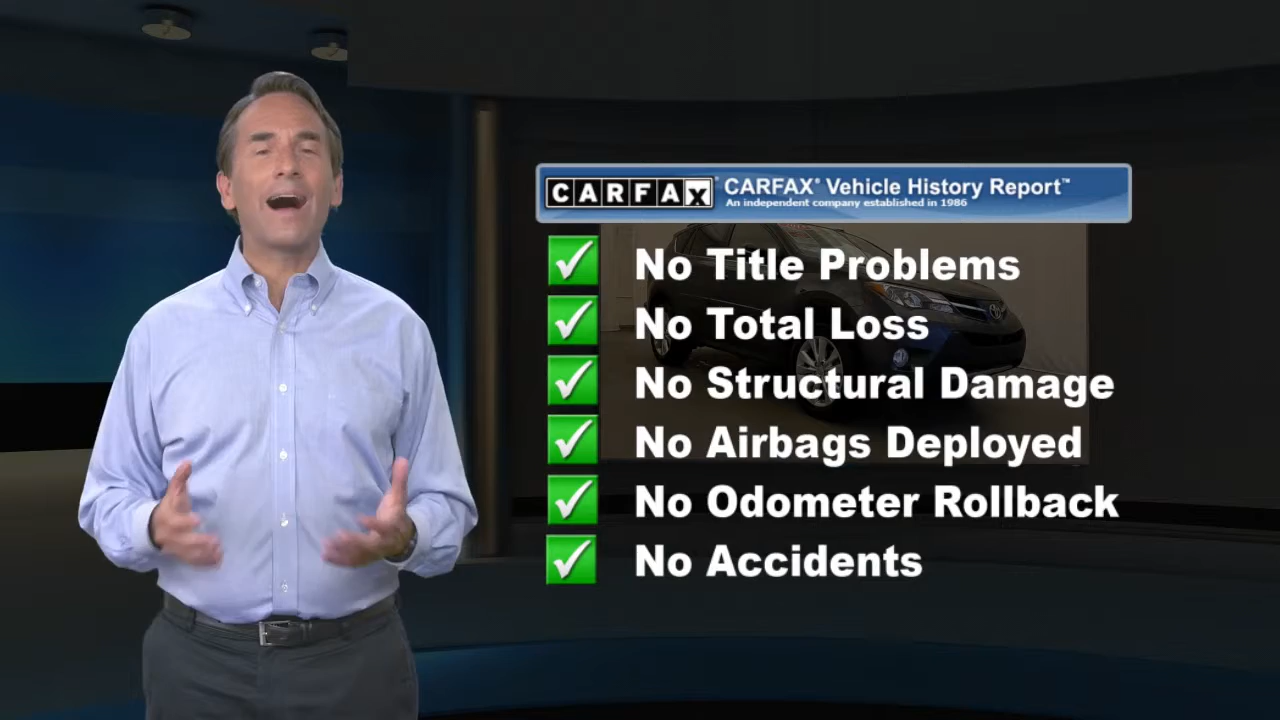 CARFAX® CARFAX® Vehicle History Report™
An independent company established in 1986
No Title Problems
No Total Loss
No Structural Damage
No Airbags Deployed
No Odometer Rollback
No Accidents